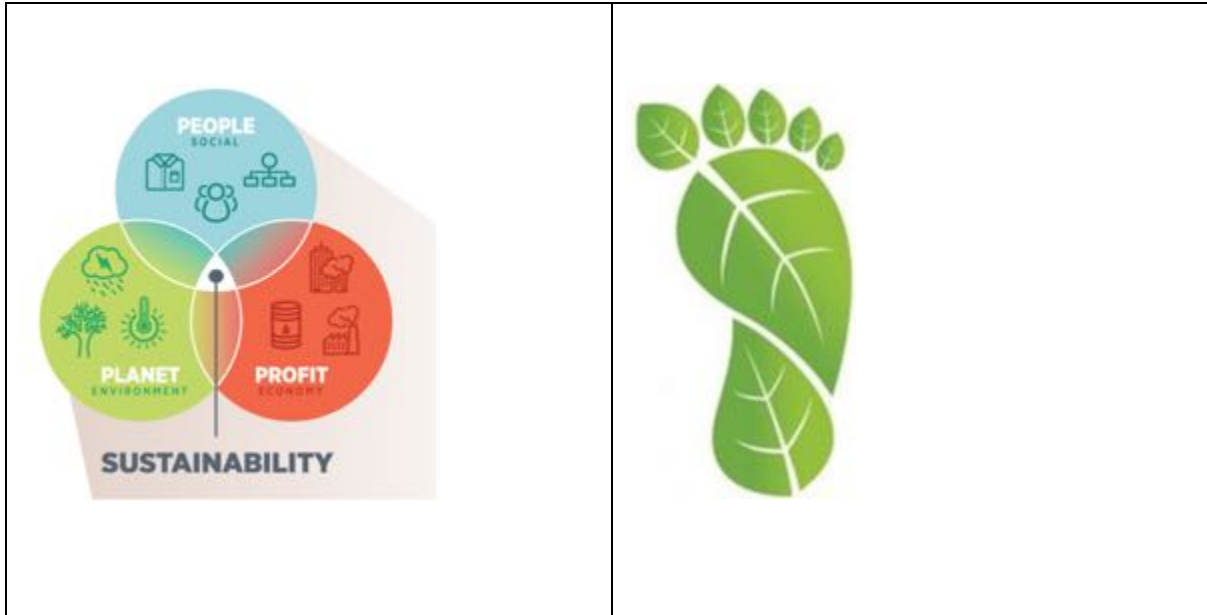 PEOPLE
SOCIAL
PLANET
ENVIRONMENT
PROFIT
ECONOMY
SUSTAINABILITY